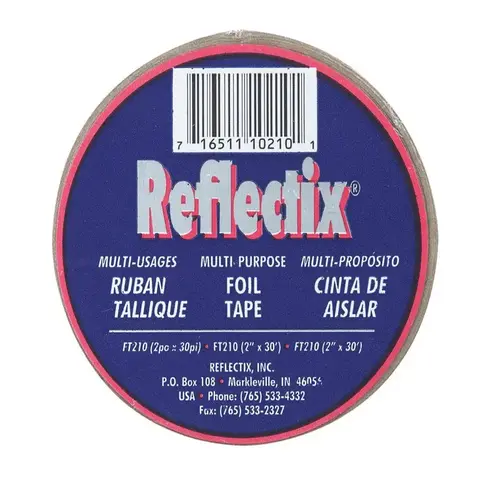 7 16511 10210 1
Reflectix®
MULTI-USAGES MULTI-PURPOSE MULTI-PROPÓSITO
RUBAN FOIL CINTA DE
TALLIQUE TAPE AISLAR
FT210 (2po x 30pi) • FT210 (2" x 30') • FT210 (2" x 30')
REFLECTIX, INC.
P.O. Box 108 • Markleville, IN 46056
USA • Phone: (765) 533-4332
Fax: (765) 533-2327